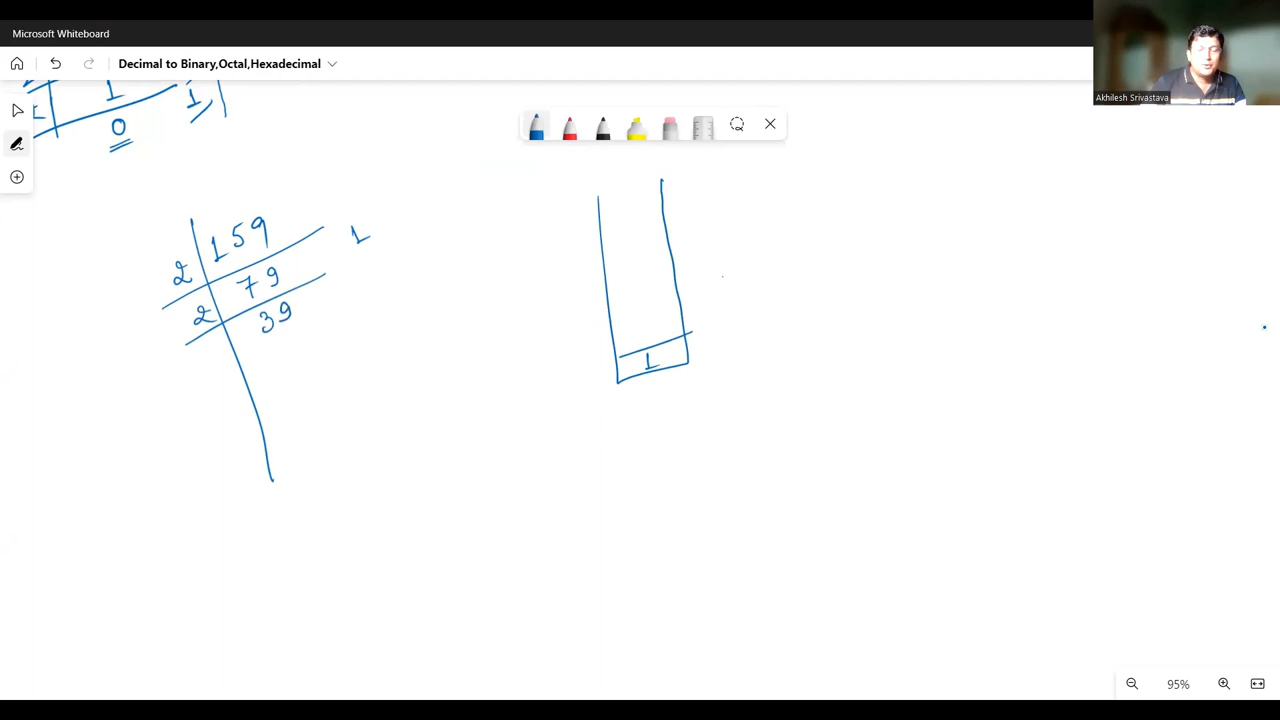 Microsoft Whiteboard
Decimal to Binary,Octal,Hexadecimal
Akhilesh Srivastava
1 1
0
2 159 1
2 79
39
1
95%